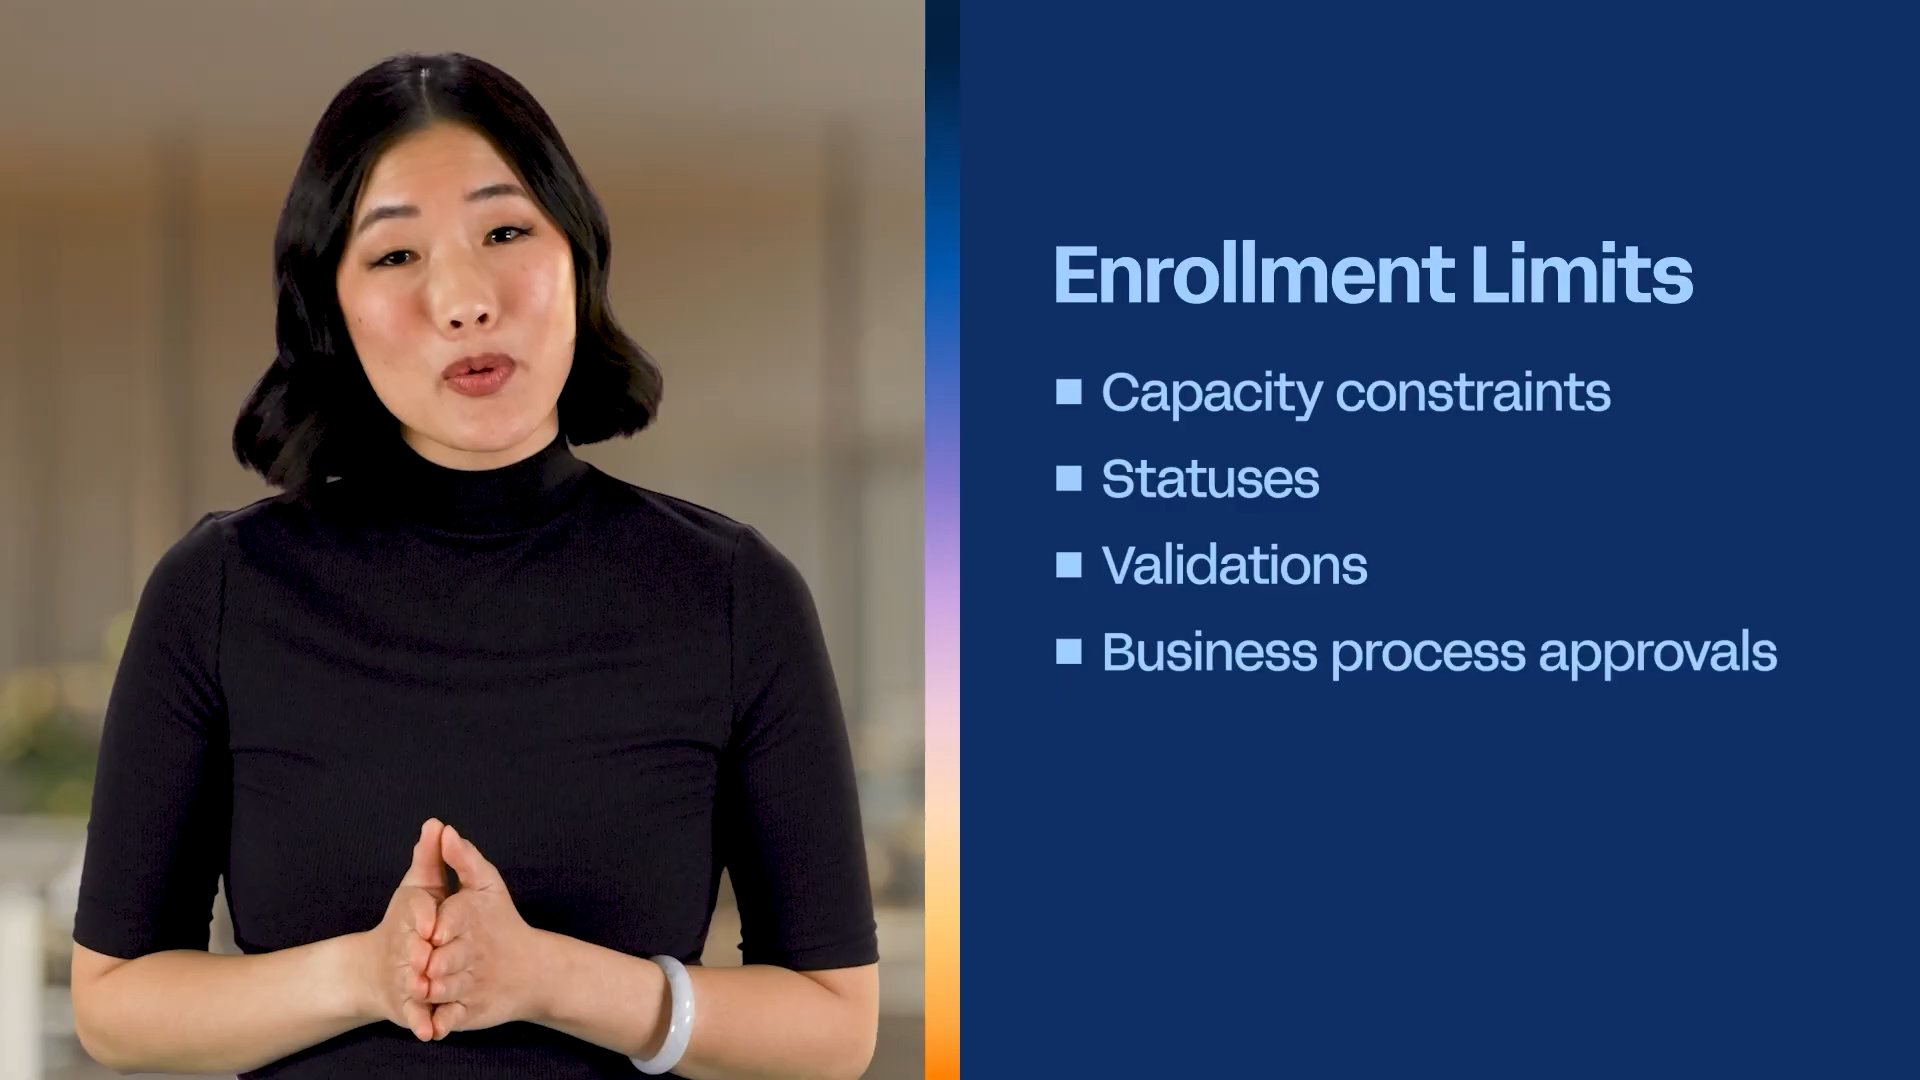 Enrollment Limits
Capacity constraints
Statuses
Validations
Business process approvals